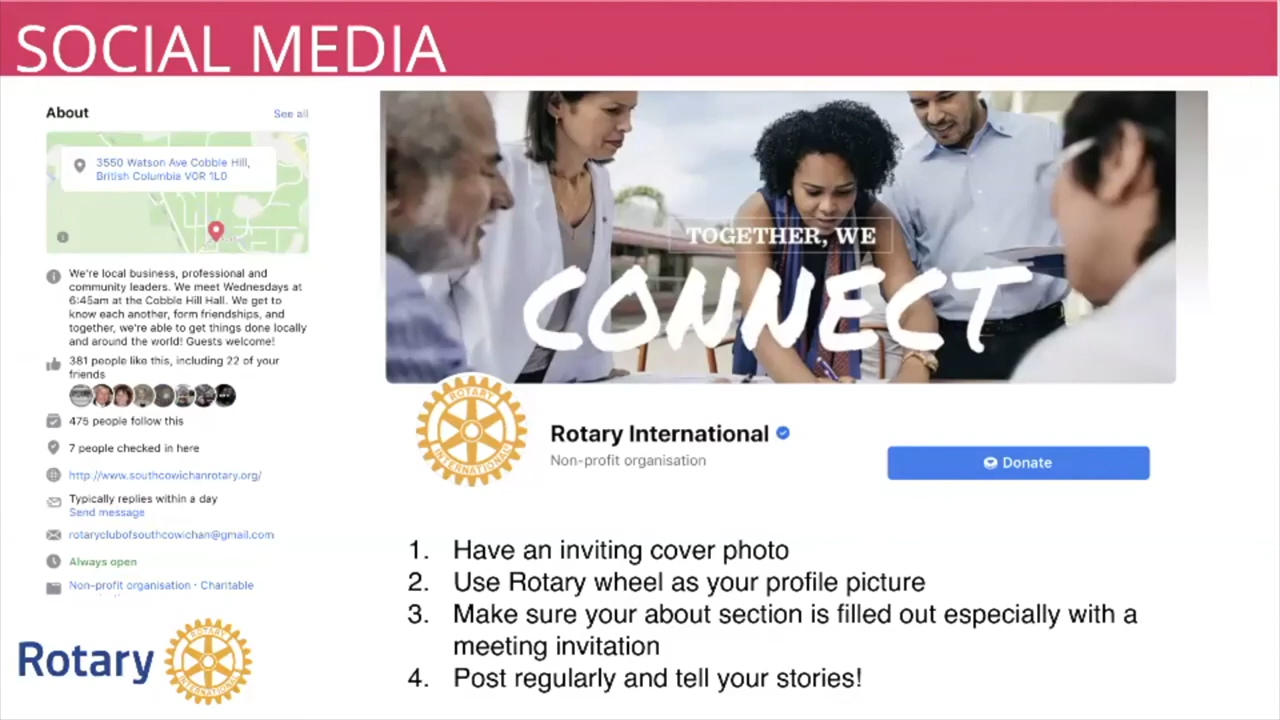 SOCIAL MEDIA
About
See all
3550 Watson Ave Cobble Hill,
British Columbia V0R 1L0
We're local business, professional and
community leaders. We meet Wednesdays at
6:45am at the Cobble Hill Hall. We get to
know each another, form friendships, and
together, we're able to get things done locally
and around the world! Guests welcome!
381 people like this, including 22 of your
friends
475 people follow this
7 people checked in here
http://www.southcowichanrotary.org/
Typically replies within a day
Send message
rotaryclubofsouthcowichan@gmail.com
Always open
Non-profit organisation · Charitable
Rotary
ROTARY
INTERNATIONAL
TOGETHER, WE
CONNECT
ROTARY
INTERNATIONAL
Rotary International
Non-profit organisation
Donate
1. Have an inviting cover photo
2. Use Rotary wheel as your profile picture
3. Make sure your about section is filled out especially with a
meeting invitation
4. Post regularly and tell your stories!